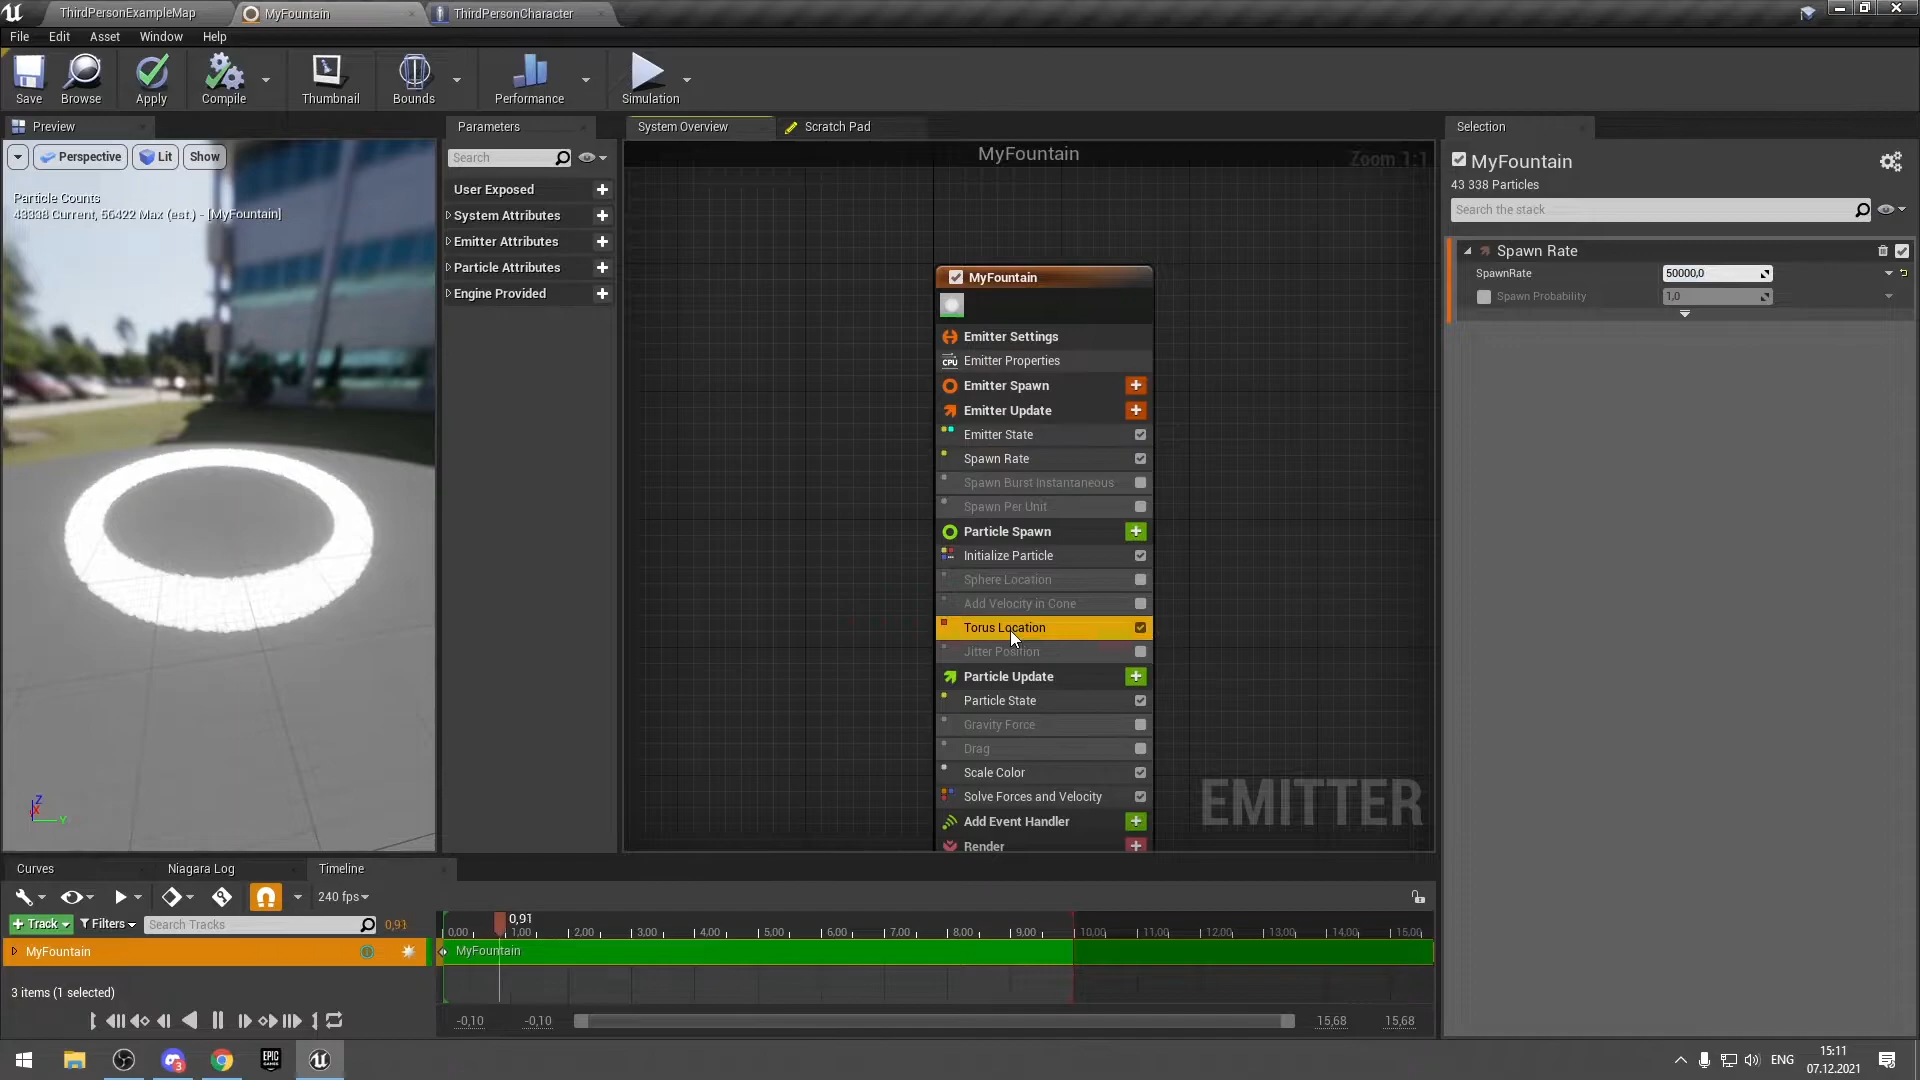 ThirdPersonExampleMap
MyFountain
ThirdPersonCharacter
File Edit Asset Window Help
Save
Browse
Apply
Compile
Thumbnail
Bounds
Performance
Simulation
Preview
Perspective
Lit
Show
Particle Counts
43338 Current, 56422 Max (est.) - [MyFountain]
Z
X
Y
Parameters
Search
User Exposed
System Attributes
Emitter Attributes
Particle Attributes
Engine Provided
System Overview
Scratch Pad
MyFountain
Zoom 1:1
MyFountain
Emitter Settings
CPU Emitter Properties
Emitter Spawn
Emitter Update
Emitter State
Spawn Rate
Spawn Burst Instantaneous
Spawn Per Unit
Particle Spawn
Initialize Particle
Sphere Location
Add Velocity in Cone
Torus Location
Jitter Position
Particle Update
Particle State
Gravity Force
Drag
Scale Color
Solve Forces and Velocity
Add Event Handler
Render
EMITTER
Selection
MyFountain
43 338 Particles
Search the stack
Spawn Rate
SpawnRate 50000,0
Spawn Probability 1,0
Curves
Niagara Log
Timeline
240 fps
+ Track
Filters
Search Tracks
0,91
0,91
0,00 1,00 2,00 3,00 4,00 5,00 6,00 7,00 8,00 9,00 10,00 11,00 12,00 13,00 14,00 15,00
MyFountain
MyFountain
3 items (1 selected)
-0,10 -0,10 15,68 15,68
3
EPIC GAMES
ENG
15:11
07.12.2021